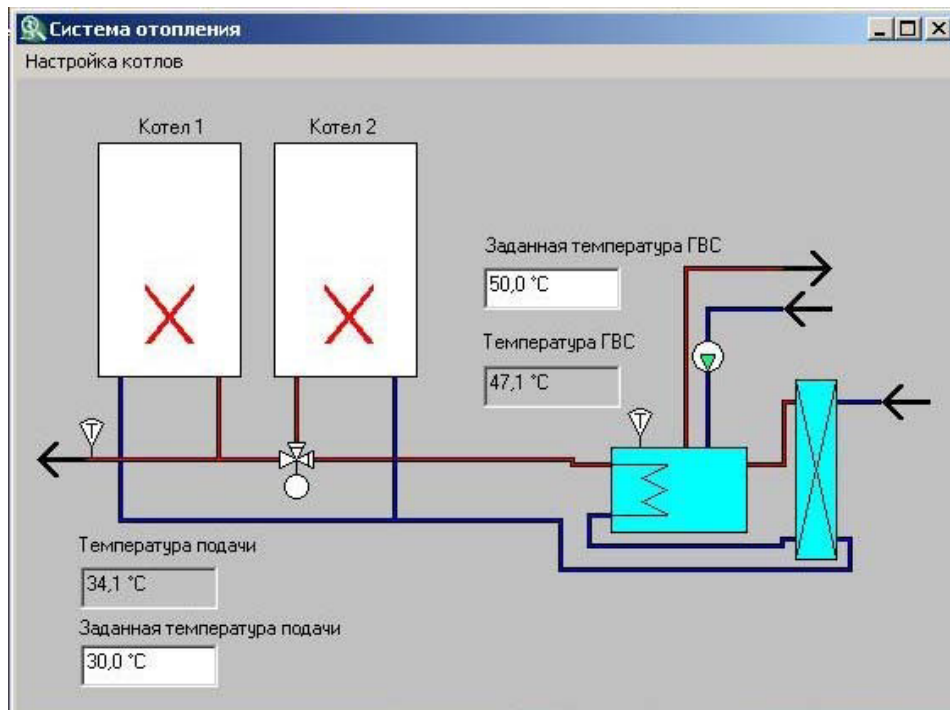 Система отопления
Настройка котлов
Котел 1
Котел 2
Заданная температура ГВС
50,0 °C
Температура ГВС
47,1 °C
T
T
Температура подачи
34,1 °C
Заданная температура подачи
30,0 °C